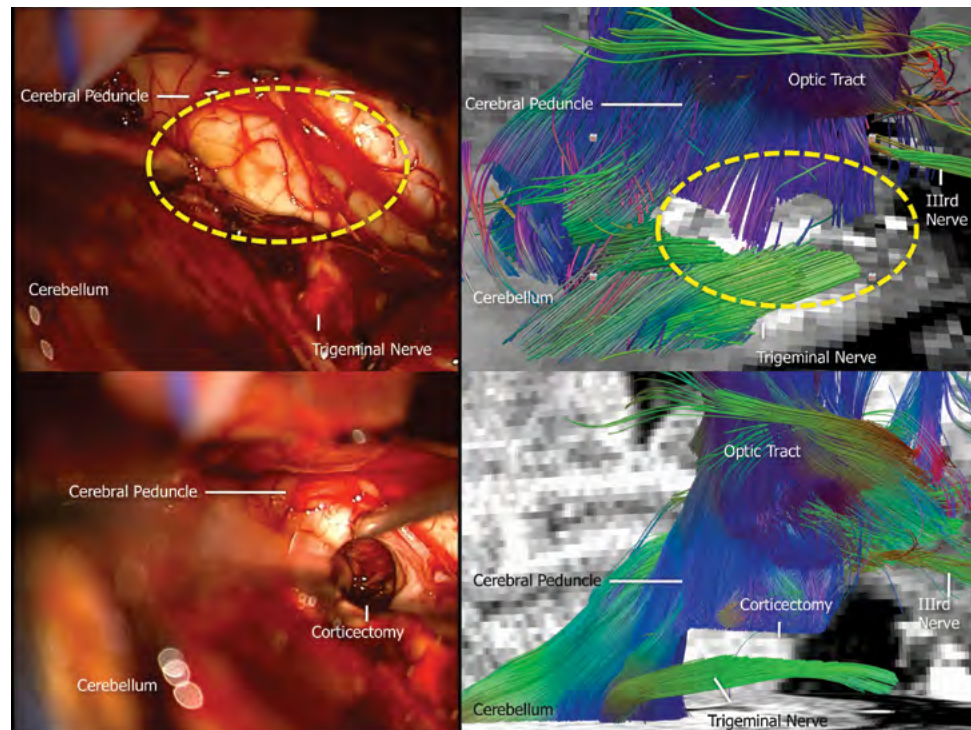 Cerebral Peduncle
Cerebellum
Trigeminal Nerve
Optic Tract
Cerebral Peduncle
IIIrd
Nerve
Cerebellum
Trigeminal Nerve
Cerebral Peduncle
Corticectomy
Cerebellum
Optic Tract
Cerebral Peduncle
Corticectomy
IIIrd
Nerve
Cerebellum
Trigeminal Nerve